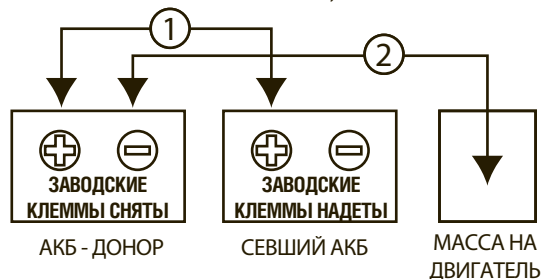 1
2
ЗАВОДСКИЕ
КЛЕММЫ СНЯТЫ
ЗАВОДСКИЕ
КЛЕММЫ НАДЕТЫ
АКБ - ДОНОР
СЕВШИЙ АКБ
МАССА НА
ДВИГАТЕЛЬ